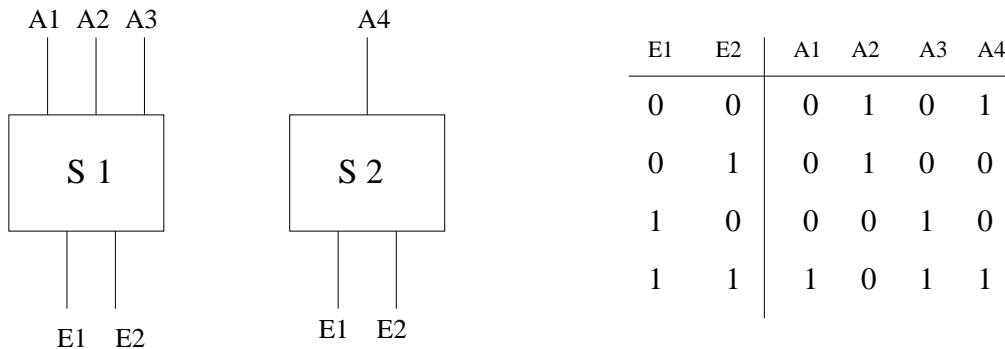 A1 A2 A3
S 1
E1 E2
A4
S 2
E1 E2
E1 E2 A1 A2 A3 A4
0 0 0 1 0 1
0 1 0 1 0 0
1 0 0 0 1 0
1 1 1 0 1 1